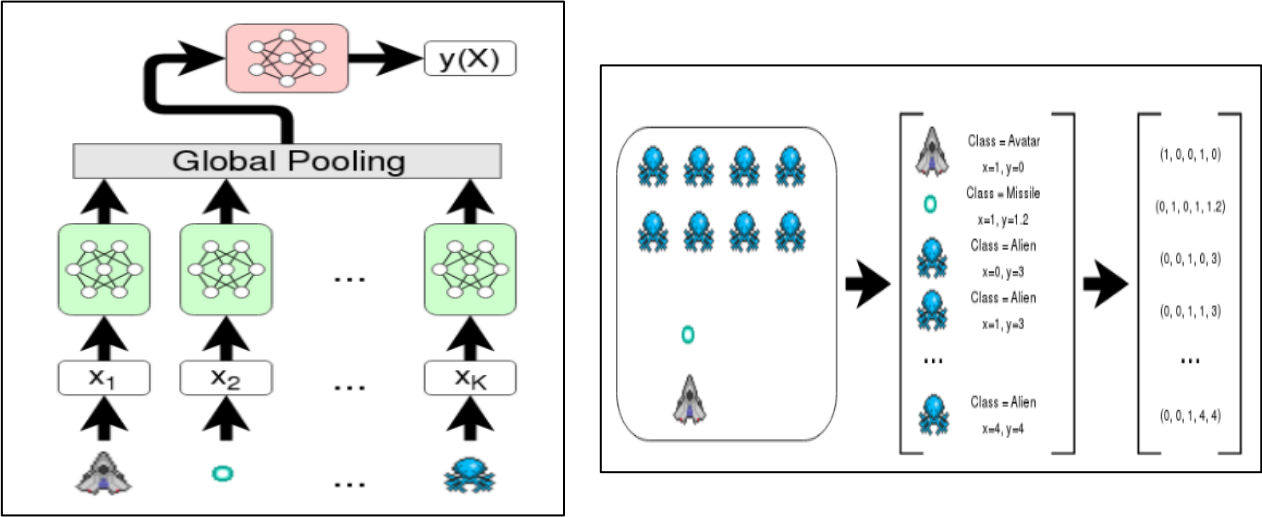 y(X)
Global Pooling
...
x1
x2
...
xK
...
Class = Avatar
x=1, y=0
Class = Missile
x=1, y=1.2
Class = Alien
x=0, y=3
Class = Alien
x=1, y=3
...
Class = Alien
x=4, y=4
(1, 0, 0, 1, 0)
(0, 1, 0, 1, 1.2)
(0, 0, 1, 0, 3)
(0, 0, 1, 1, 3)
...
(0, 0, 1, 4, 4)